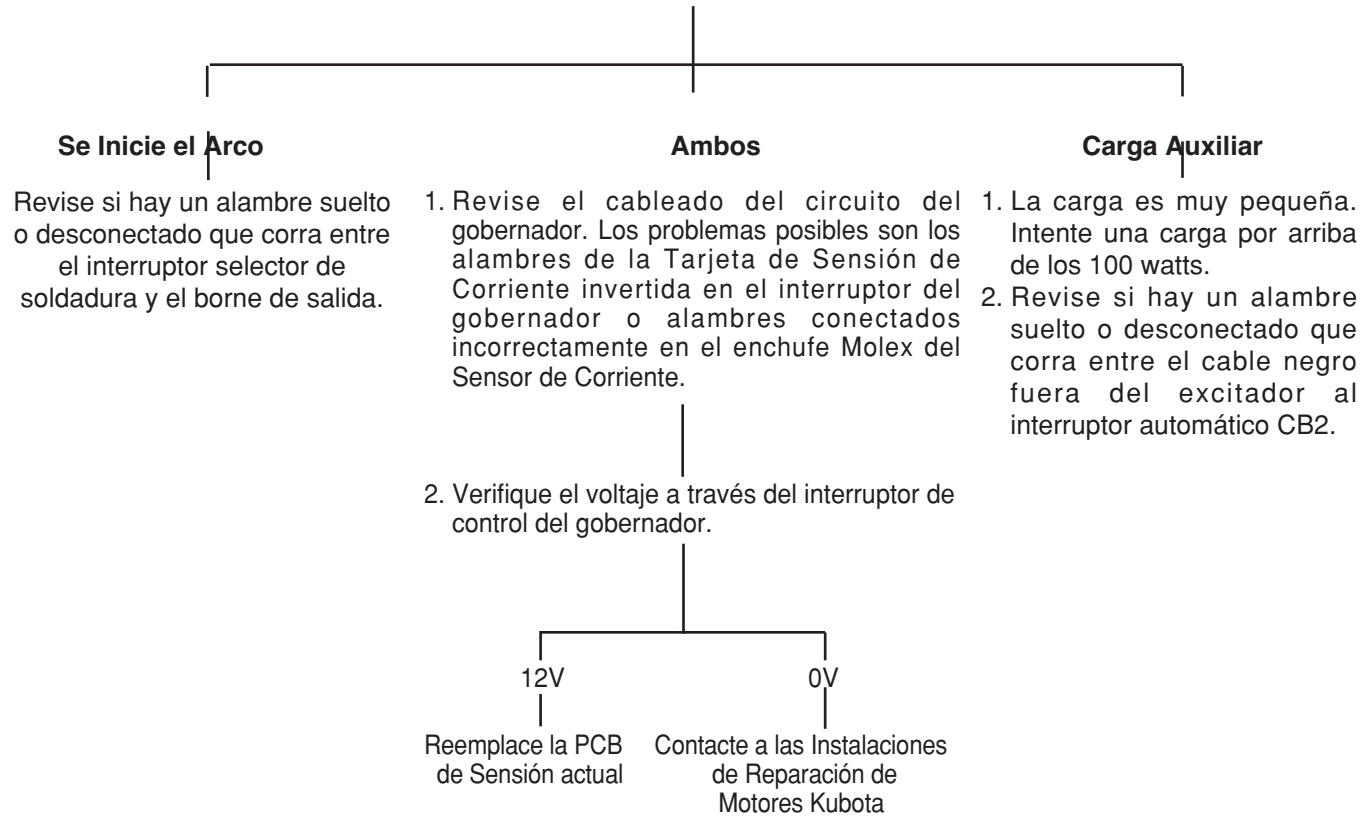 Se Inicie el Arco
Revise si hay un alambre suelto
o desconectado que corra entre
el interruptor selector de
soldadura y el borne de salida.
Ambos
1. Revise el cableado del circuito del
gobernador. Los problemas posibles son los
alambres de la Tarjeta de Sensión de
Corriente invertida en el interruptor del
gobernador o alambres conectados
incorrectamente en el enchufe Molex del
Sensor de Corriente.
2. Verifique el voltaje a través del interruptor de
control del gobernador.
12V
Reemplace la PCB
de Sensión actual
0V
Contacte a las Instalaciones
de Reparación de
Motores Kubota
Carga Auxiliar
1. La carga es muy pequeña.
Intente una carga por arriba
de los 100 watts.
2. Revise si hay un alambre
suelto o desconectado que
corra entre el cable negro
fuera del excitador al
interruptor automático CB2.